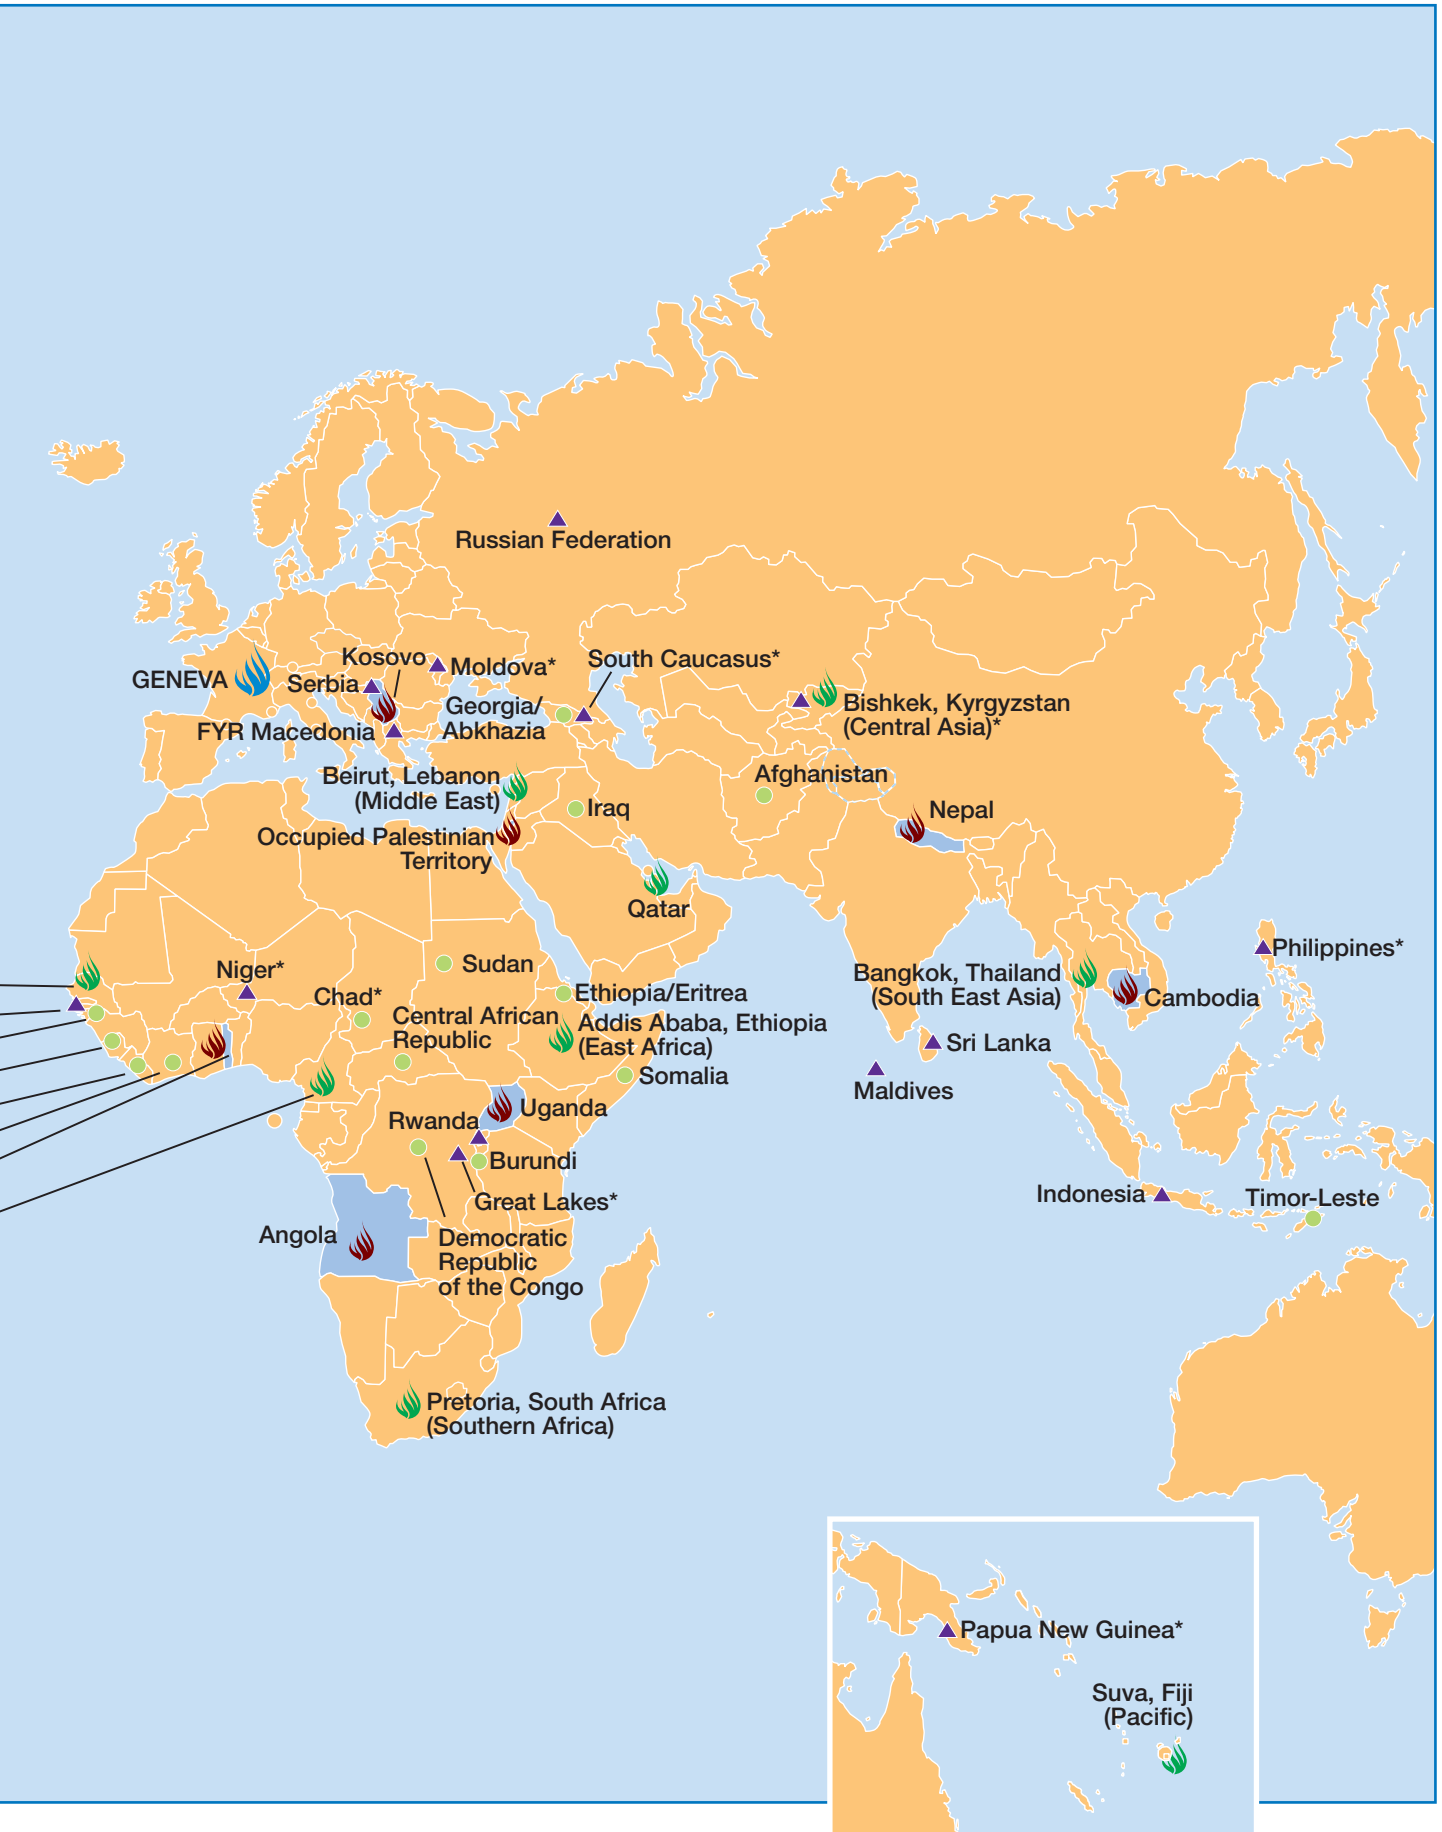 Russian Federation
Kosovo
Moldova*
South Caucasus*
GENEVA
Serbia
Georgia/
Abkhazia
Bishkek, Kyrgyzstan
(Central Asia)*
FYR Macedonia
Beirut, Lebanon
(Middle East)
Afghanistan
Iraq
Nepal
Occupied Palestinian
Territory
Qatar
Philippines*
Niger*
Sudan
Bangkok, Thailand
(South East Asia)
Cambodia
Chad*
Ethiopia/Eritrea
Central African
Republic
Addis Ababa, Ethiopia
(East Africa)
Sri Lanka
Somalia
Maldives
Rwanda
Uganda
Burundi
Great Lakes*
Indonesia
Timor-Leste
Angola
Democratic
Republic
of the Congo
Pretoria, South Africa
(Southern Africa)
Papua New Guinea*
Suva, Fiji
(Pacific)